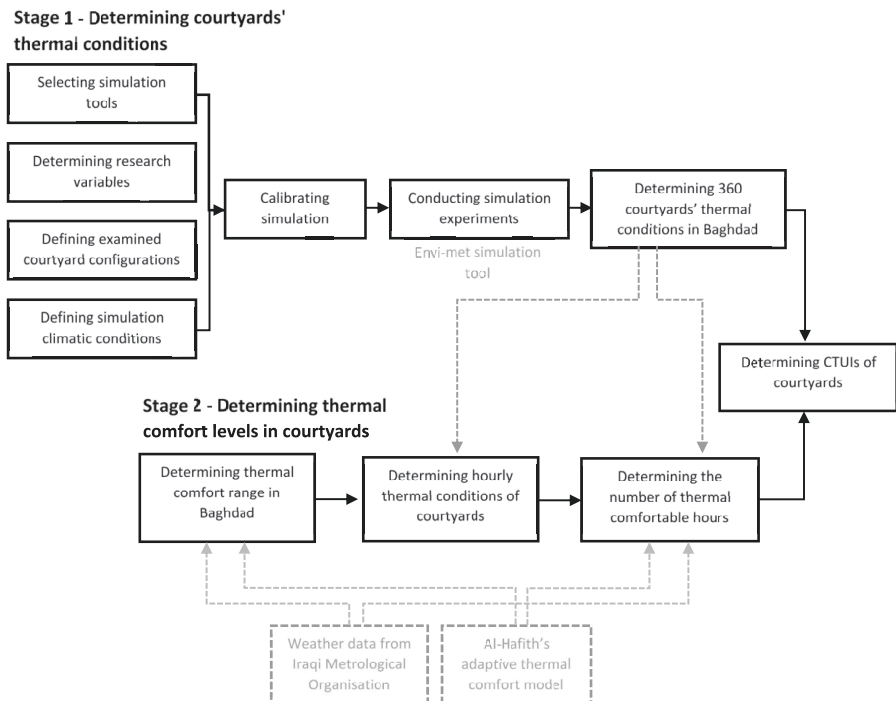 Stage 1 - Determining courtyards'
thermal conditions
Selecting simulation
tools
Determining research
variables
Defining examined
courtyard configurations
Defining simulation
climatic conditions
Calibrating
simulation
Conducting simulation
experiments
Envi-met simulation
tool
Determining 360
courtyards' thermal
conditions in Baghdad
Determining CTUIs of
courtyards
Stage 2 - Determining thermal
comfort levels in courtyards
Determining thermal
comfort range in
Baghdad
Determining hourly
thermal conditions of
courtyards
Determining the
number of thermal
comfortable hours
Weather data from
Iraqi Metrological
Organisation
Al-Hafith's
adaptive thermal
comfort model